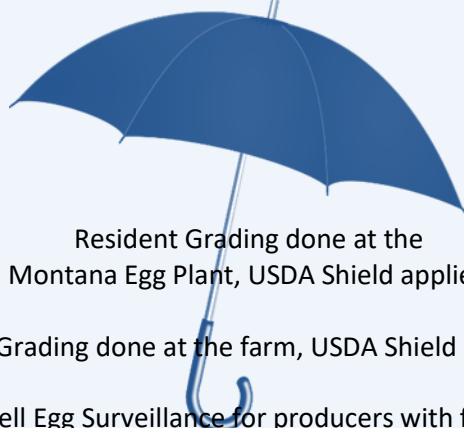 Resident Grading done at the
Montana Egg Plant, USDA Shield applie
Grading done at the farm, USDA Shield
ell Egg Surveillance for producers with f